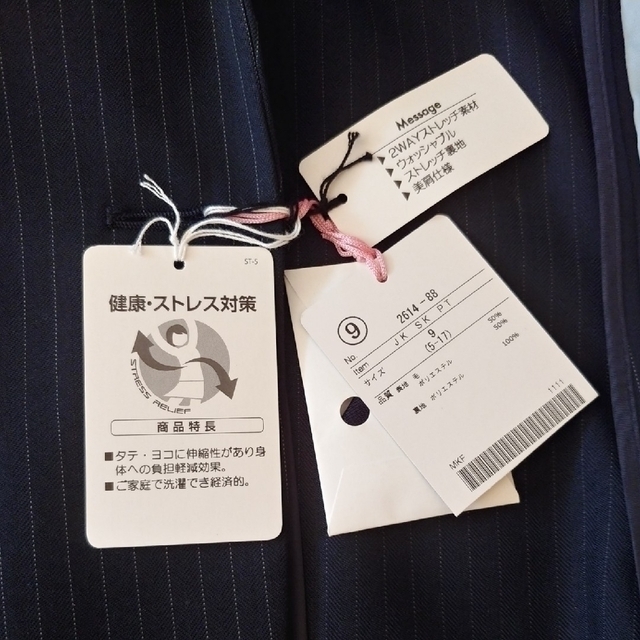 Message
▶ 2WAYストレッチ素材
▶ ウォッシャブル
▶ ストレッチ裏地
▶ 美肩仕様
ST-S
健康・ストレス対策
STRESS RELIEF
商品特長
■タテ・ヨコに伸縮性があり身
体への負担軽減効果。
■ご家庭で洗濯でき経済的。
⑨
No. 2614-88
Item JK SK PT
サイズ 9
(5-17)
品質 表地 毛 50%
ポリエステル 50%
裏地 ポリエステル 100%
1111
MKF